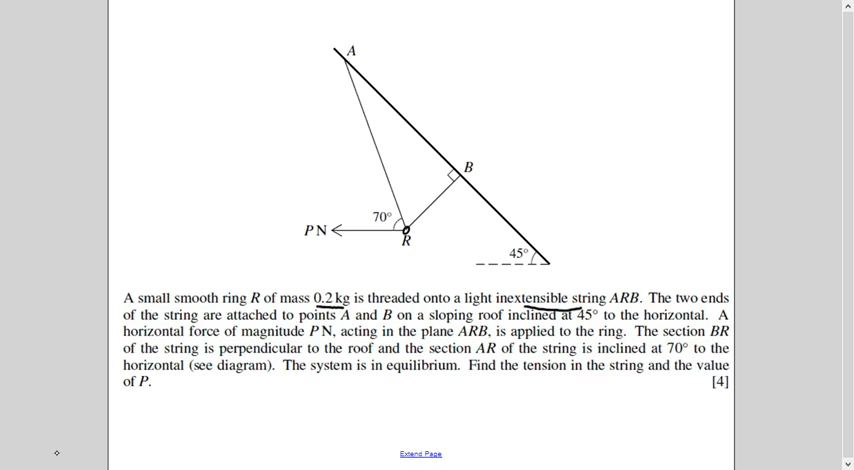 A
B
70°
P N
R
45°
A small smooth ring R of mass 0.2 kg is threaded onto a light inextensible string ARB. The two ends
of the string are attached to points A and B on a sloping roof inclined at 45° to the horizontal. A
horizontal force of magnitude P N, acting in the plane ARB, is applied to the ring. The section BR
of the string is perpendicular to the roof and the section AR of the string is inclined at 70° to the
horizontal (see diagram). The system is in equilibrium. Find the tension in the string and the value
of P. [4]
Extend Page